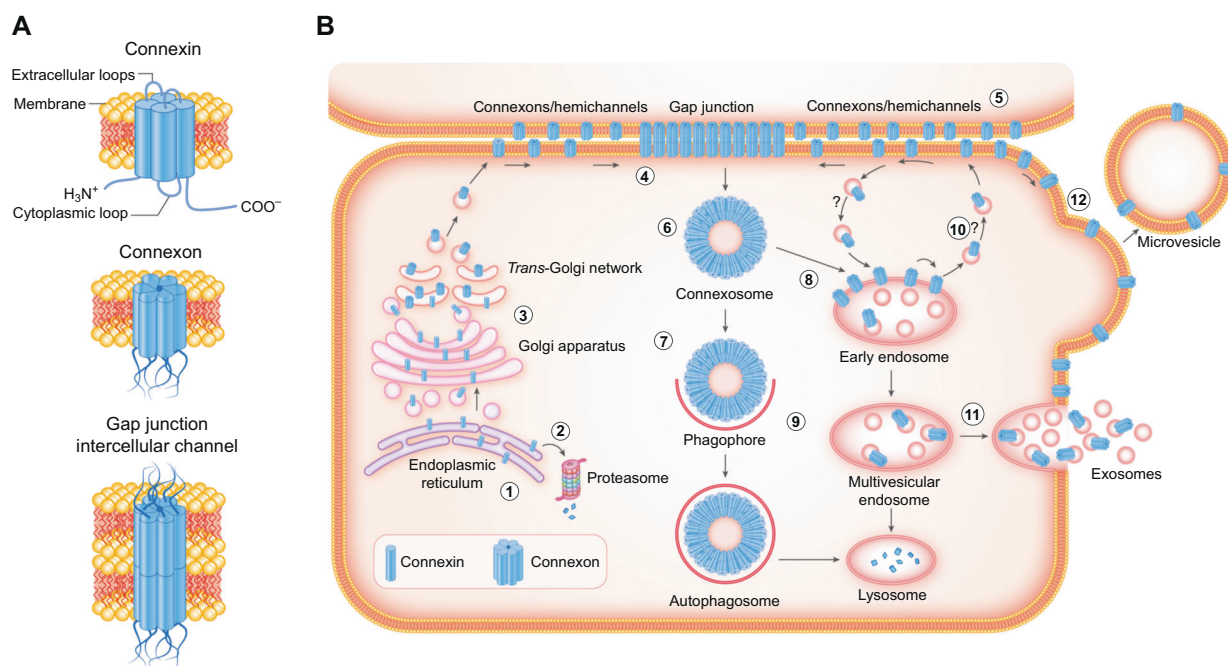 A
Connexin
Extracellular loops
Membrane
H₃N⁺
Cytoplasmic loop
COO⁻
Connexon
Gap junction
intercellular channel
B
Connexons/hemichannels
Gap junction
Connexons/hemichannels
5
4
12
Microvesicle
6
?
10
?
Trans-Golgi network
Connexosome
8
3
Golgi apparatus
7
Early endosome
2
Phagophore
9
11
Endoplasmic
reticulum
1
Proteasome
Multivesicular
endosome
Exosomes
Connexin
Connexon
Autophagosome
Lysosome